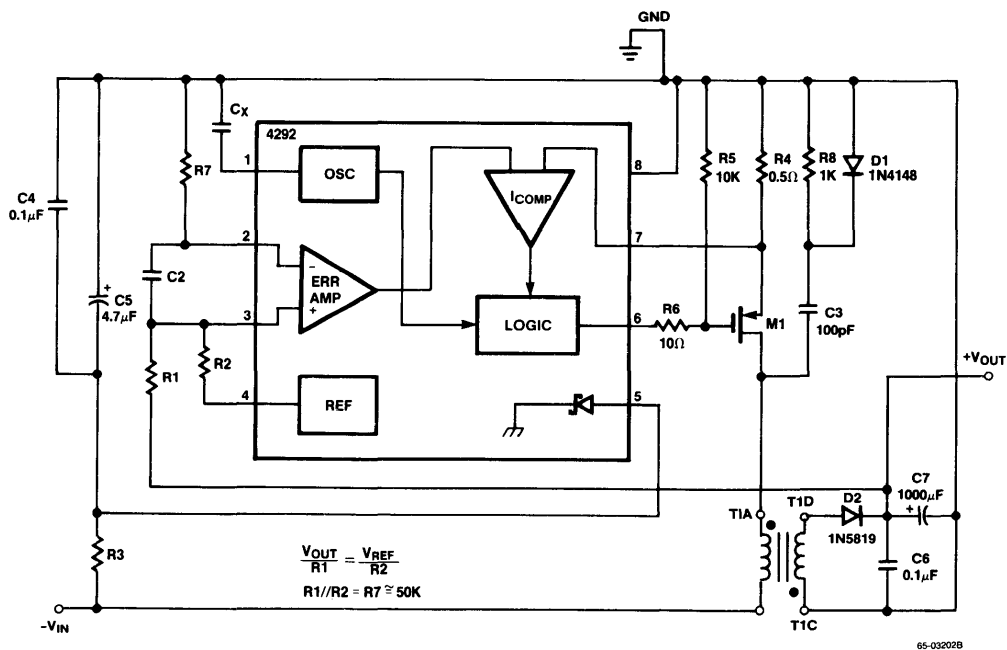 GND
Cx
4292
1
OSC
ICOMP
8
R5
10K
R4
0.5Ω
R8
1K
D1
1N4148
R7
C4
0.1μF
7
2
C2
−
ERR
AMP
+
+
C5
4.7μF
3
LOGIC
6
R6
10Ω
M1
C3
100pF
+VOUT
R1
R2
4
REF
5
R3
VOUT
R1
=
VREF
R2
R1//R2 = R7 ≅ 50K
TIA
T1D
D2
1N5819
C7
1000μF
+
C6
0.1μF
−VIN
T1C
65-03202B